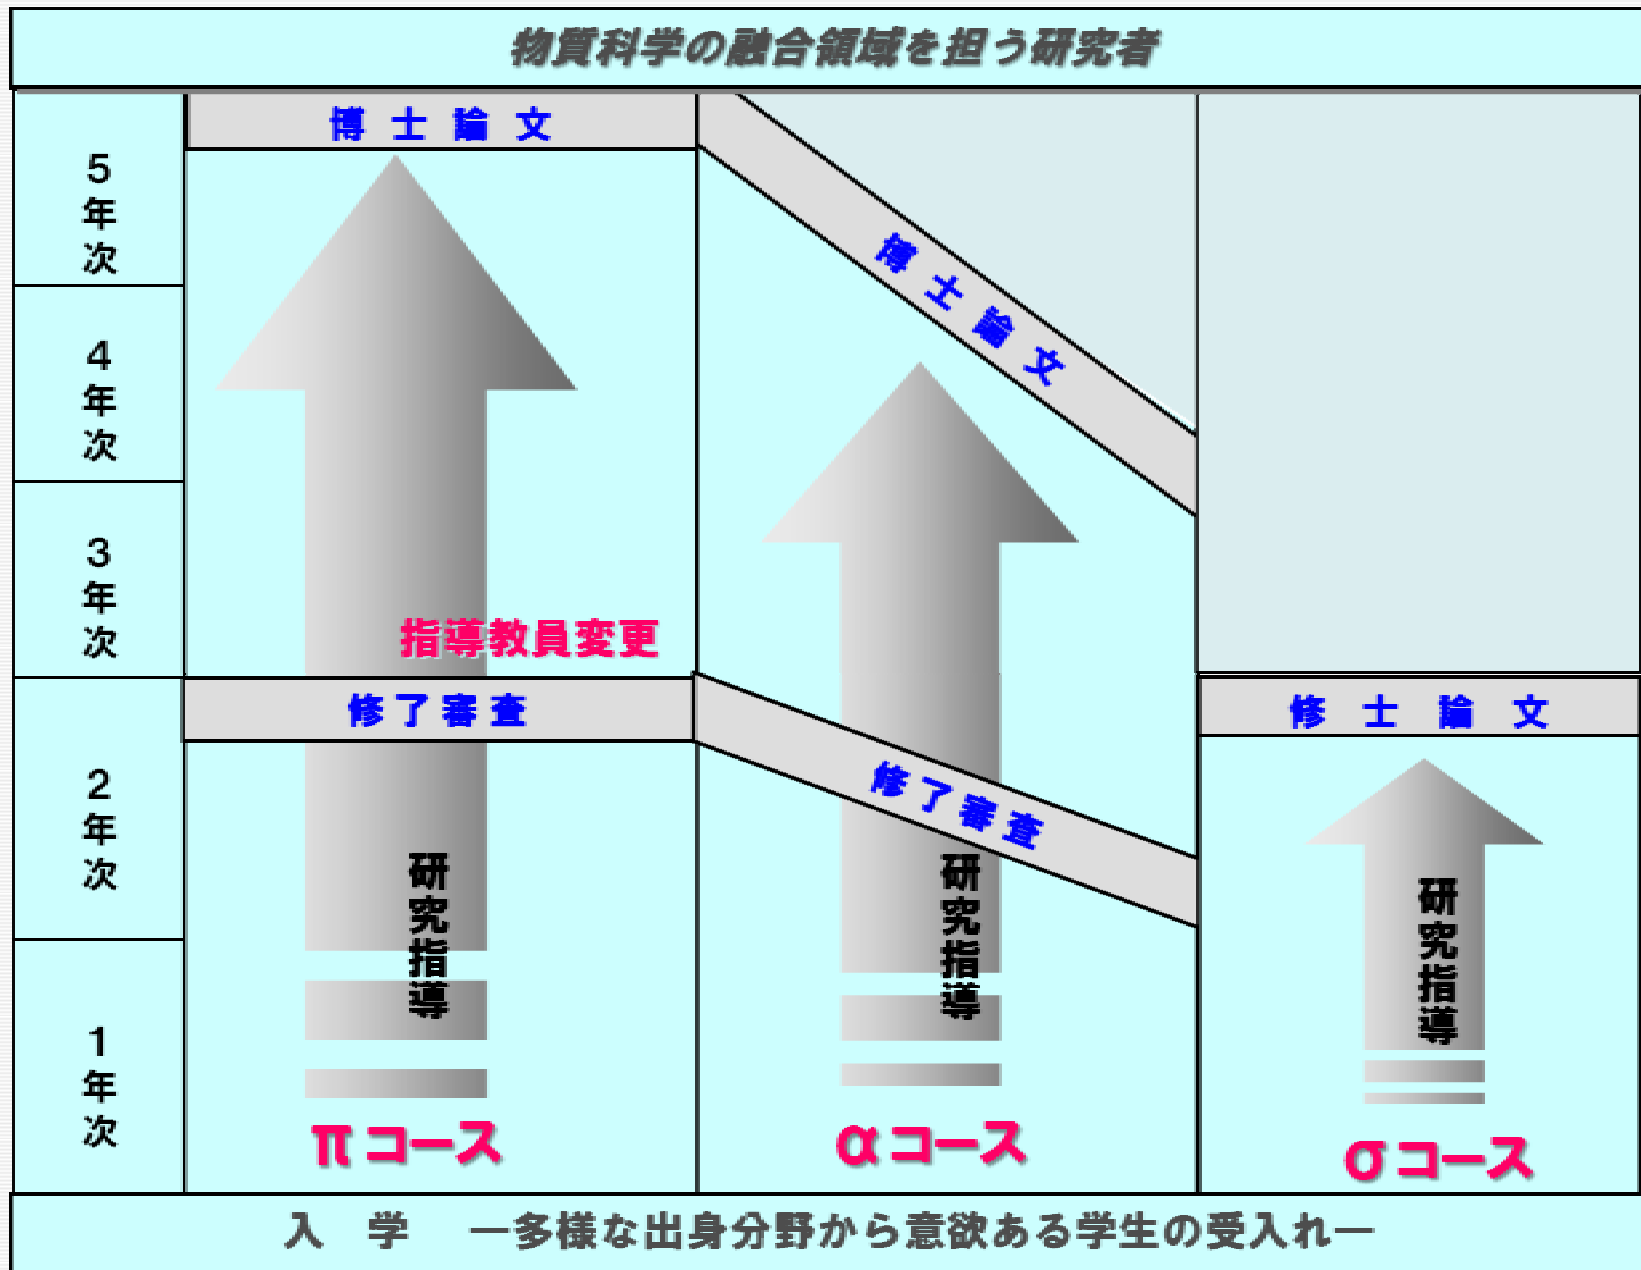 物質科学の融合領域を担う研究者
博士論文
5年次
博士論文
4年次
3年次
指導教員変更
修了審査
修士論文
修了審査
2年次
研究指導
研究指導
研究指導
1年次
πコース
αコース
σコース
入学 ―多様な出身分野から意欲ある学生の受入れ―